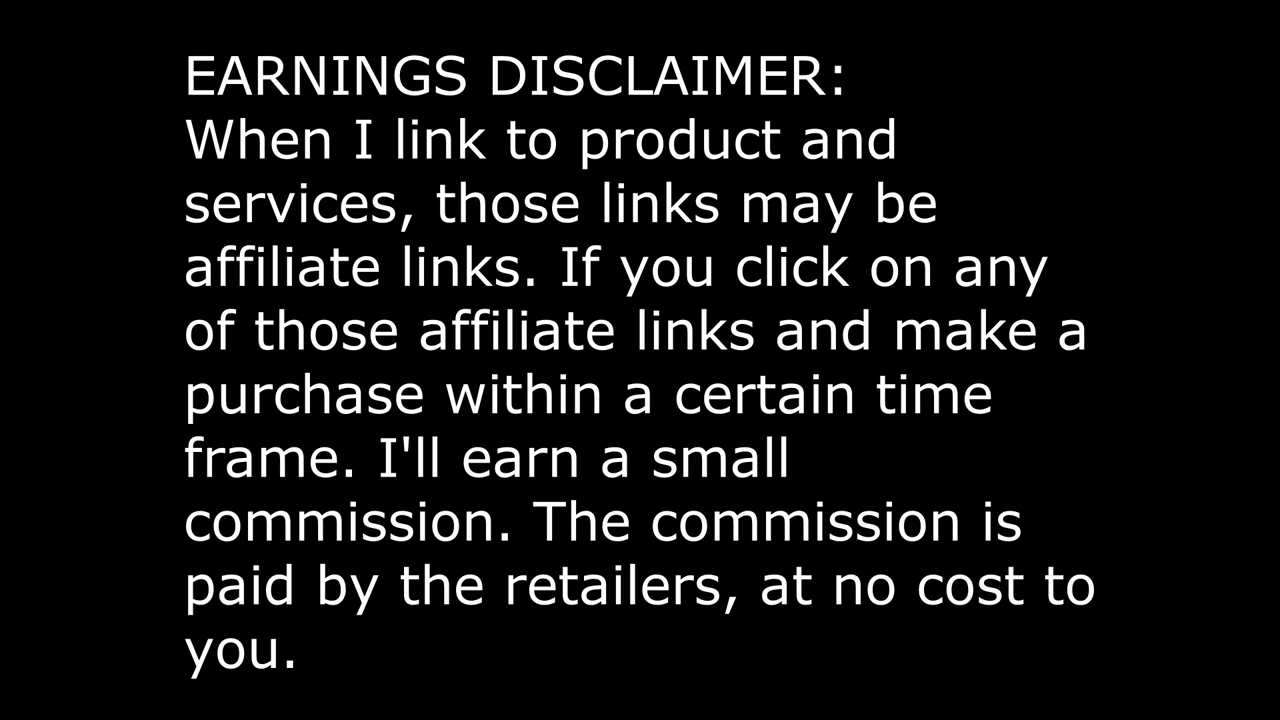 EARNINGS DISCLAIMER:
When I link to product and
services, those links may be
affiliate links. If you click on any
of those affiliate links and make a
purchase within a certain time
frame. I'll earn a small
commission. The commission is
paid by the retailers, at no cost to
you.